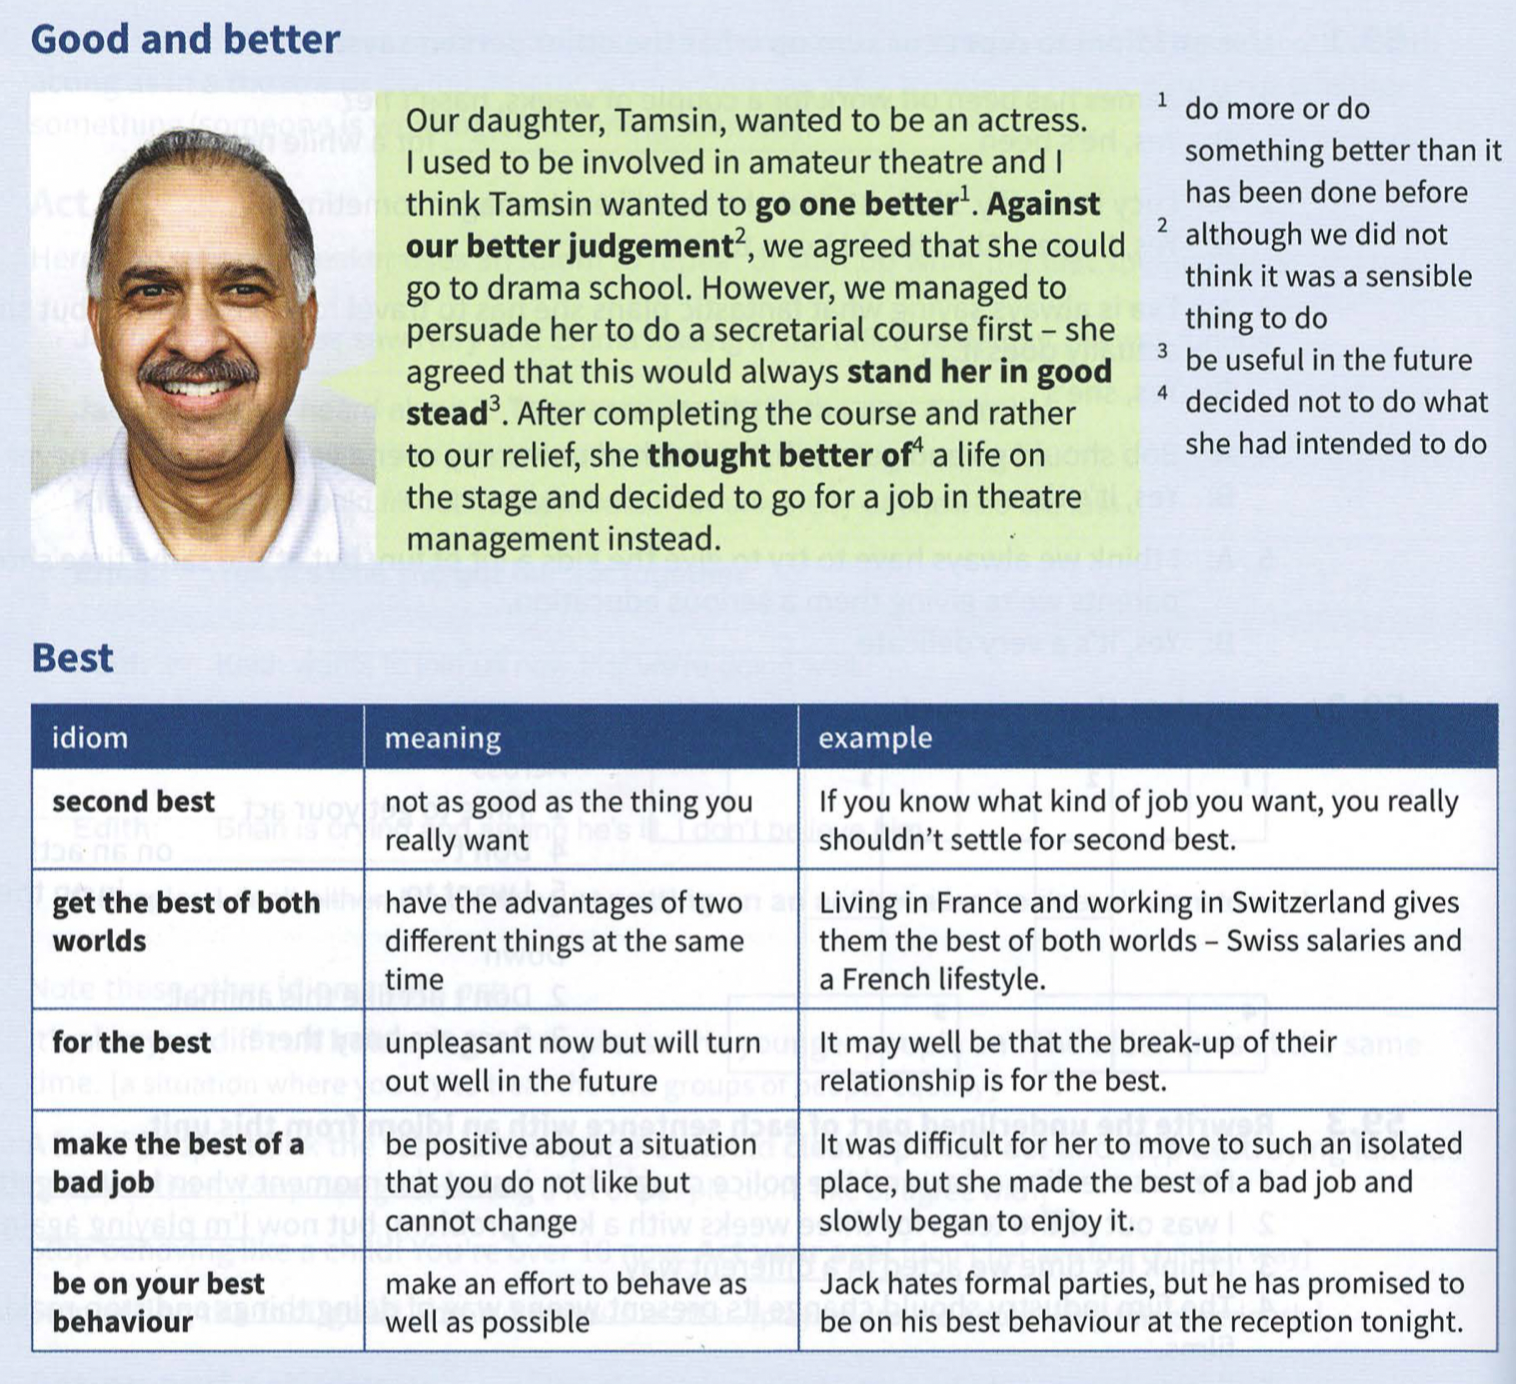 Good and better
Our daughter, Tamsin, wanted to be an actress.
I used to be involved in amateur theatre and I
think Tamsin wanted to go one better¹. Against
our better judgement², we agreed that she could
go to drama school. However, we managed to
persuade her to do a secretarial course first – she
agreed that this would always stand her in good
stead³. After completing the course and rather
to our relief, she thought better of⁴ life on
the stage and decided to go for a job in theatre
management instead.
¹ do more or do
something better than it
has been done before
² although we did not
think it was a sensible
thing to do
³ be useful in the future
⁴ decided not to do what
she had intended to do
Best
idiom meaning example
second best not as good as the thing you If you know what kind of job you want, you really
really want shouldn't settle for second best.
get the best of both have the advantages of two Living in France and working in Switzerland gives
worlds different things at the same them the best of both worlds – Swiss salaries and
time a French lifestyle.
for the best unpleasant now but will turn It may well be that the break-up of their
out well in the future relationship is for the best.
make the best of a be positive about a situation It was difficult for her to move to such an isolated
bad job that you do not like but place, but she made the best of a bad job and
cannot change slowly began to enjoy it.
be on your best make an effort to behave as Jack hates formal parties, but he has promised to
behaviour well as possible be on his best behaviour at the reception tonight.